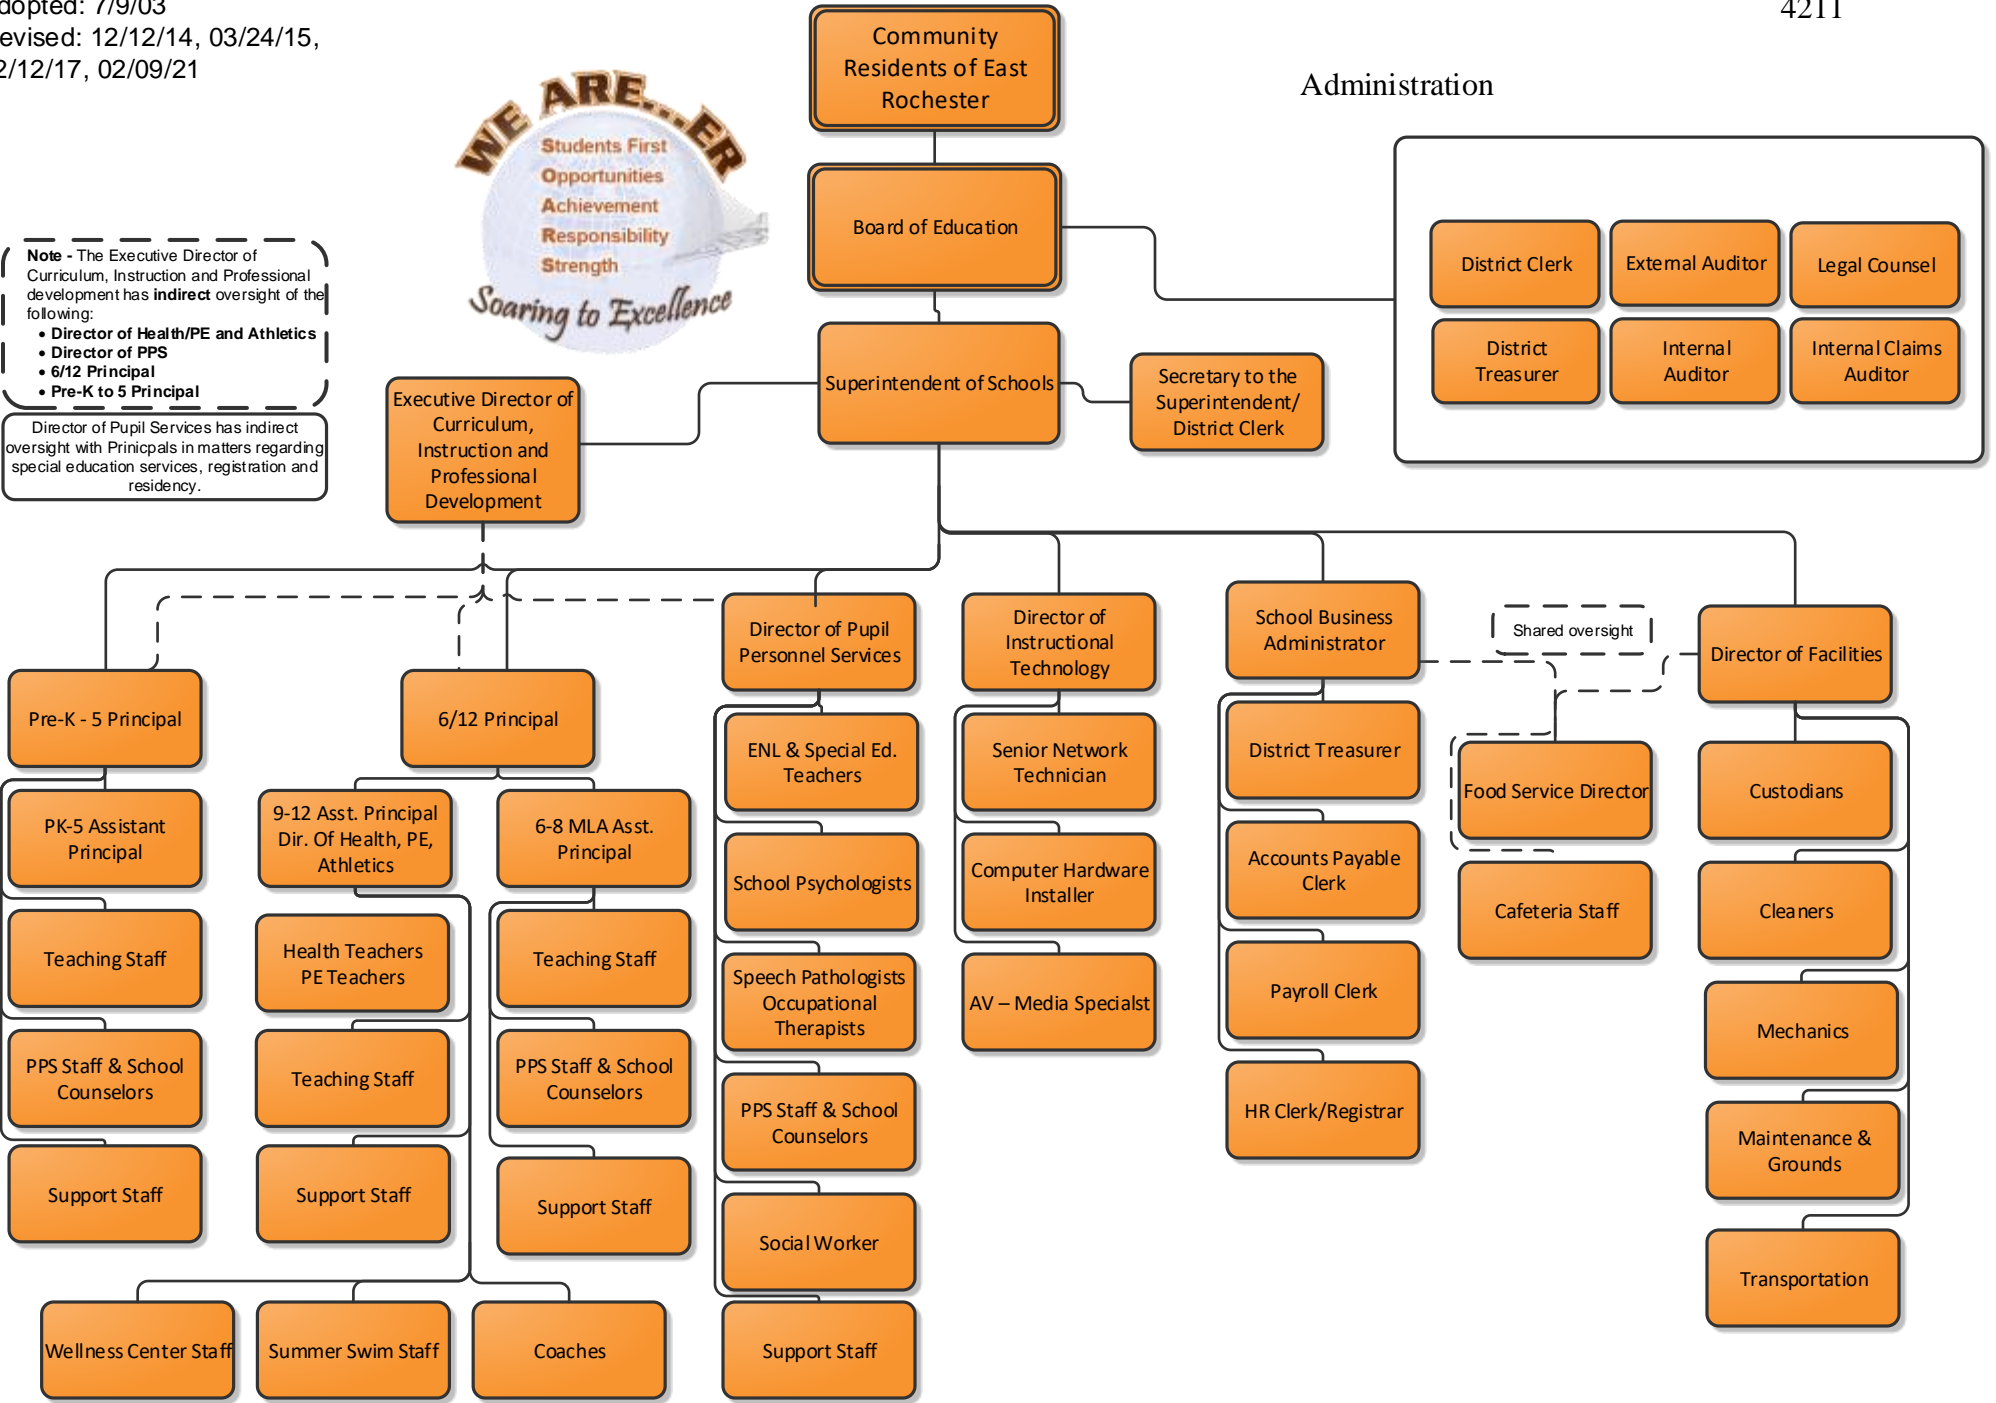 dopted: 7/9/03
evised: 12/12/14, 03/24/15,
2/12/17, 02/09/21
4211
Administration
WE ARE...ER
Students First
Opportunities
Achievement
Responsibility
Strength
Soaring to Excellence
Community
Residents of East
Rochester
Board of Education
District Clerk
External Auditor
Legal Counsel
District
Treasurer
Internal
Auditor
Internal Claims
Auditor
Note - The Executive Director of
Curriculum, Instruction and Professional
development has indirect oversight of the
following:
• Director of Health/PE and Athletics
• Director of PPS
• 6/12 Principal
• Pre-K to 5 Principal
Director of Pupil Services has indirect
oversight with Prinicpals in matters regarding
special education services, registration and
residency.
Superintendent of Schools
Secretary to the
Superintendent/
District Clerk
Executive Director of
Curriculum,
Instruction and
Professional
Development
Pre-K - 5 Principal
PK-5 Assistant
Principal
Teaching Staff
PPS Staff & School
Counselors
Support Staff
6/12 Principal
9-12 Asst. Principal
Dir. Of Health, PE,
Athletics
Health Teachers
PE Teachers
Teaching Staff
Support Staff
Wellness Center Staff
Summer Swim Staff
Coaches
6-8 MLA Asst.
Principal
Teaching Staff
PPS Staff & School
Counselors
Support Staff
Director of Pupil
Personnel Services
ENL & Special Ed.
Teachers
School Psychologists
Speech Pathologists
Occupational
Therapists
PPS Staff & School
Counselors
Social Worker
Support Staff
Director of
Instructional
Technology
Senior Network
Technician
Computer Hardware
Installer
AV – Media Specialst
School Business
Administrator
District Treasurer
Accounts Payable
Clerk
Payroll Clerk
HR Clerk/Registrar
Shared oversight
Food Service Director
Cafeteria Staff
Director of Facilities
Custodians
Cleaners
Mechanics
Maintenance &
Grounds
Transportation